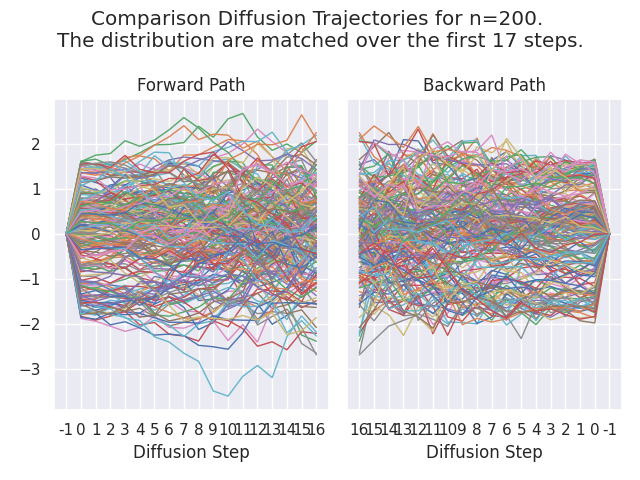 Comparison Diffusion Trajectories for n=200.
The distribution are matched over the first 17 steps.
Forward Path
Backward Path
2
1
0
−1
−2
−3
-1 0 1 2 3 4 5 6 7 8 9 10 11 12 13 14 15 16
16 15 14 13 12 11 10 9 8 7 6 5 4 3 2 1 0 -1
Diffusion Step
Diffusion Step